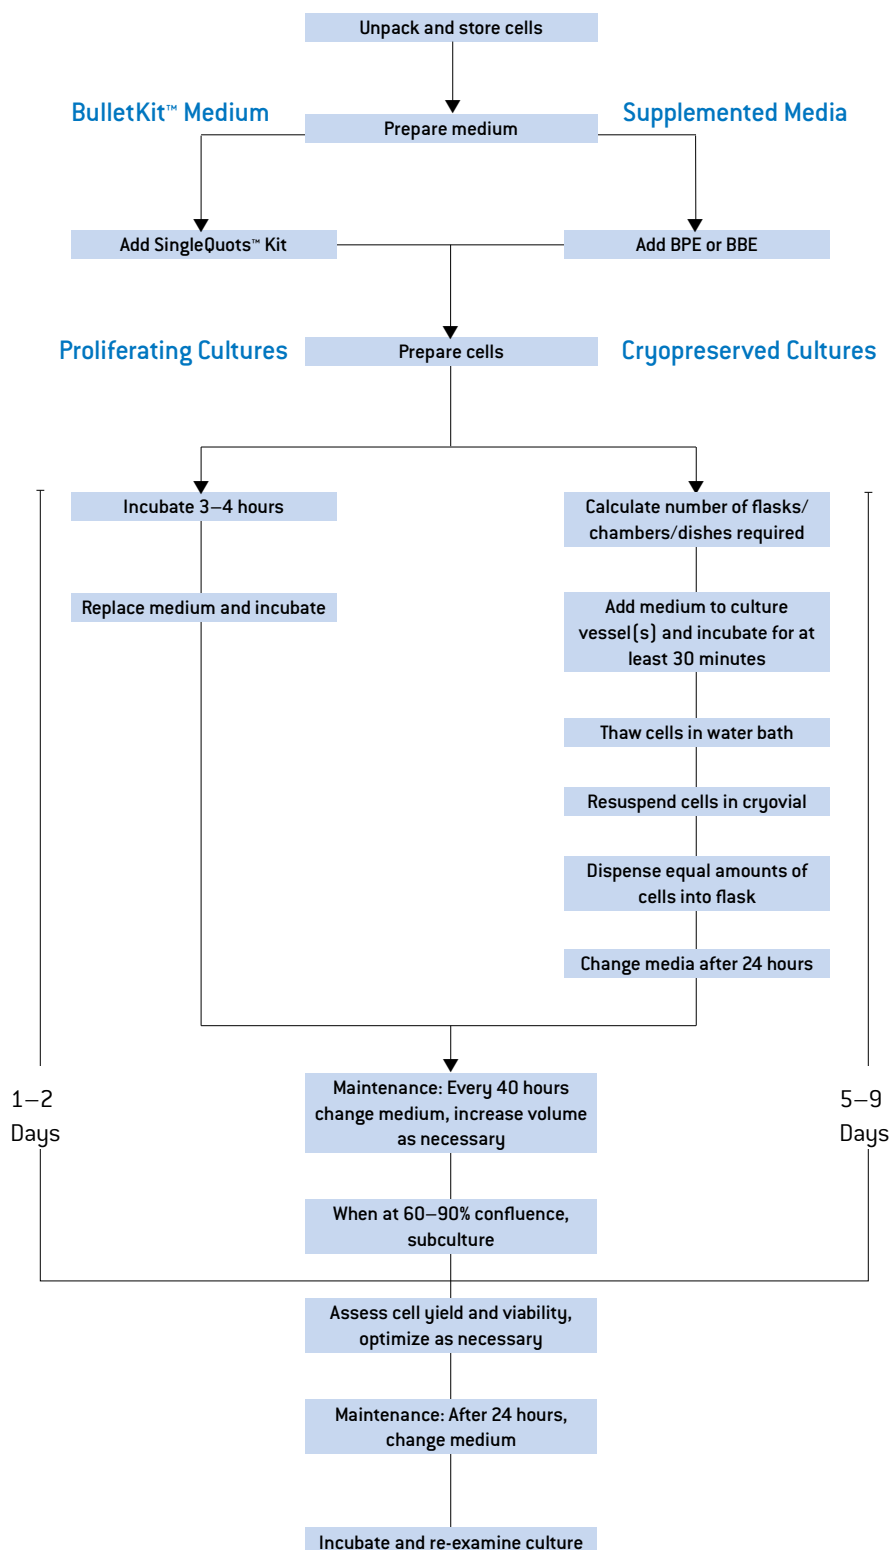 Unpack and store cells
BulletKit™ Medium
Supplemented Media
Prepare medium
Add SingleQuots™ Kit
Add BPE or BBE
Proliferating Cultures
Prepare cells
Cryopreserved Cultures
Incubate 3–4 hours
Replace medium and incubate
Calculate number of flasks/
chambers/dishes required
Add medium to culture
vessel(s) and incubate for at
least 30 minutes
Thaw cells in water bath
Resuspend cells in cryovial
Dispense equal amounts of
cells into flask
Change media after 24 hours
1–2
Days
Maintenance: Every 40 hours
change medium, increase volume
as necessary
5–9
Days
When at 60–90% confluence,
subculture
Assess cell yield and viability,
optimize as necessary
Maintenance: After 24 hours,
change medium
Incubate and re-examine culture